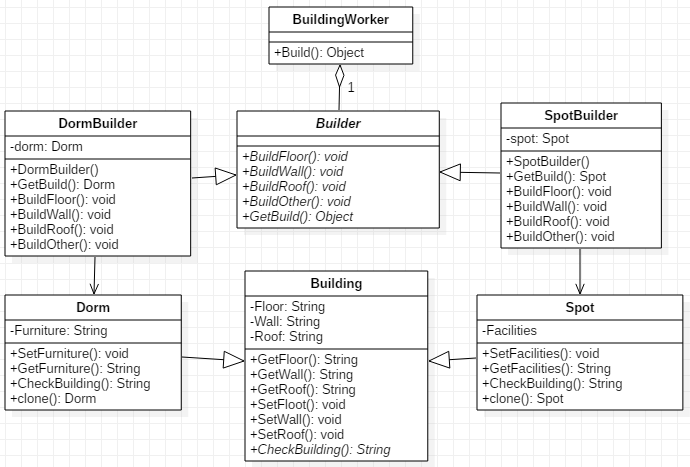 BuildingWorker
+Build(): Object
1
DormBuilder
-dorm: Dorm
+DormBuilder()
+GetBuild(): Dorm
+BuildFloor(): void
+BuildWall(): void
+BuildRoof(): void
+BuildOther(): void
Builder
+BuildFloor(): void
+BuildWall(): void
+BuildRoof(): void
+BuildOther(): void
+GetBuild(): Object
SpotBuilder
-spot: Spot
+SpotBuilder()
+GetBuild(): Spot
+BuildFloor(): void
+BuildWall(): void
+BuildRoof(): void
+BuildOther(): void
Dorm
-Furniture: String
+SetFurniture(): void
+GetFurniture(): String
+CheckBuilding(): String
+clone(): Dorm
Building
-Floor: String
-Wall: String
-Roof: String
+GetFloor(): String
+GetWall(): String
+GetRoof(): String
+SetFloot(): void
+SetWall(): void
+SetRoof(): void
+CheckBuilding(): String
Spot
-Facilities
+SetFacilities(): void
+GetFacilities(): String
+CheckBuilding(): String
+clone(): Spot